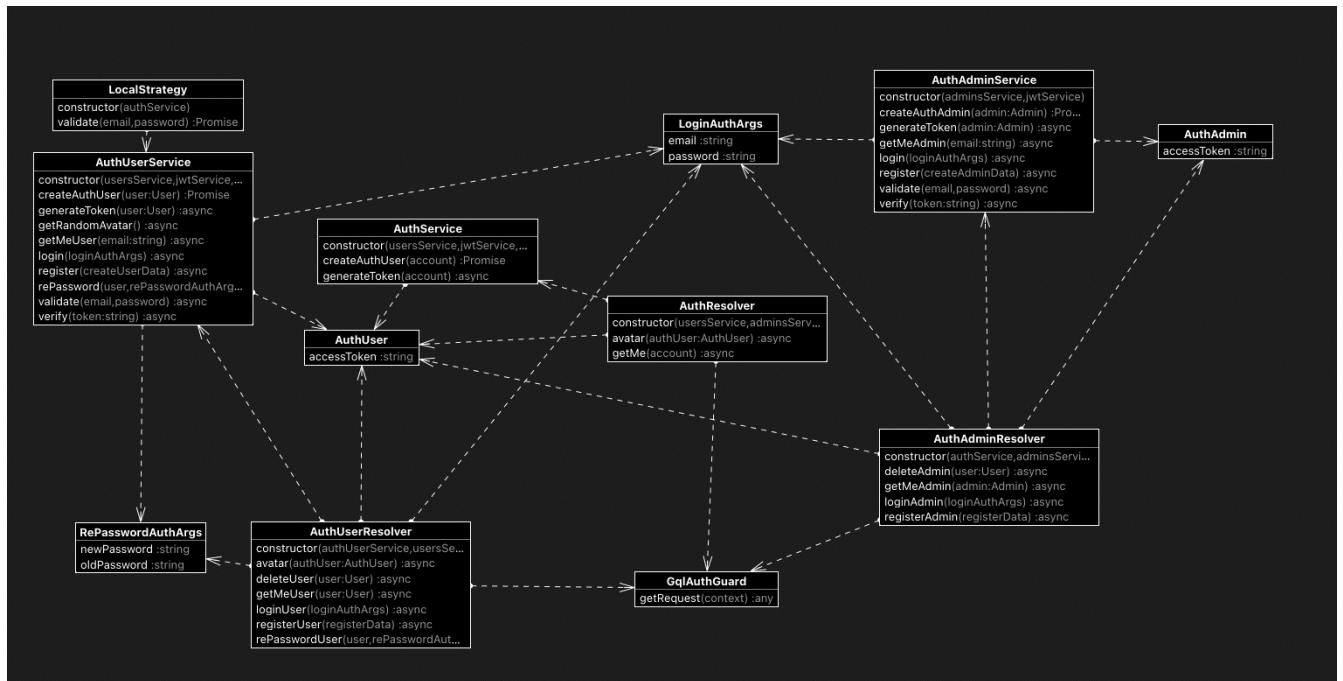 LocalStrategy
constructor(authService)
validate(email,password) :Promise
AuthUserService
constructor(usersService,jwtService,...
createAuthUser(user:User) :Promise
generateToken(user:User) :async
getRandomAvatar() :async
getMeUser(email:string) :async
login(loginAuthArgs) :async
register(createUserData) :async
rePassword(user,rePasswordAuthArg...
validate(email,password) :async
verify(token:string) :async
AuthService
constructor(usersService,jwtService,...
createAuthUser(account) :Promise
generateToken(account) :async
AuthUser
accessToken :string
LoginAuthArgs
email :string
password :string
AuthResolver
constructor(usersService,adminsServ...
avatar(authUser:AuthUser) :async
getMe(account) :async
AuthAdminService
constructor(adminsService,jwtService)
createAuthAdmin(admin:Admin) :Pro...
generateToken(admin:Admin) :async
getMeAdmin(email:string) :async
login(loginAuthArgs) :async
register(createAdminData) :async
validate(email,password) :async
verify(token:string) :async
AuthAdmin
accessToken :string
AuthAdminResolver
constructor(authService,adminsServi...
deleteAdmin(user:User) :async
getMeAdmin(admin:Admin) :async
loginAdmin(loginAuthArgs) :async
registerAdmin(registerData) :async
RePasswordAuthArgs
newPassword :string
oldPassword :string
AuthUserResolver
constructor(authUserService,usersSe...
avatar(authUser:AuthUser) :async
deleteUser(user:User) :async
getMeUser(user:User) :async
loginUser(loginAuthArgs) :async
registerUser(registerData) :async
rePasswordUser(user,rePasswordAut...
GqlAuthGuard
getRequest(context) :any